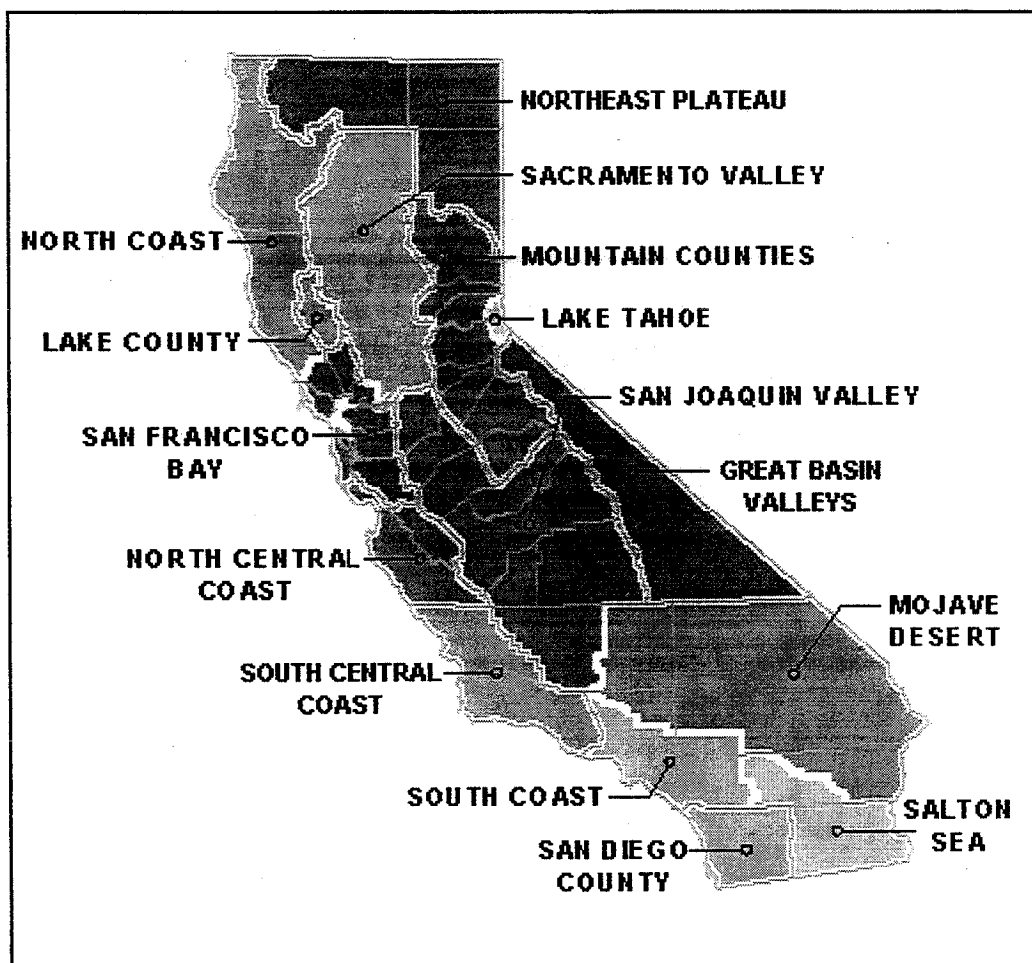 NORTHEAST PLATEAU
SACRAMENTO VALLEY
NORTH COAST
MOUNTAIN COUNTIES
LAKE TAHOE
LAKE COUNTY
SAN JOAQUIN VALLEY
SAN FRANCISCO
BAY
GREAT BASIN
VALLEYS
NORTH CENTRAL
COAST
MOJAVE
DESERT
SOUTH CENTRAL
COAST
SOUTH COAST
SALTON
SEA
SAN DIEGO
COUNTY